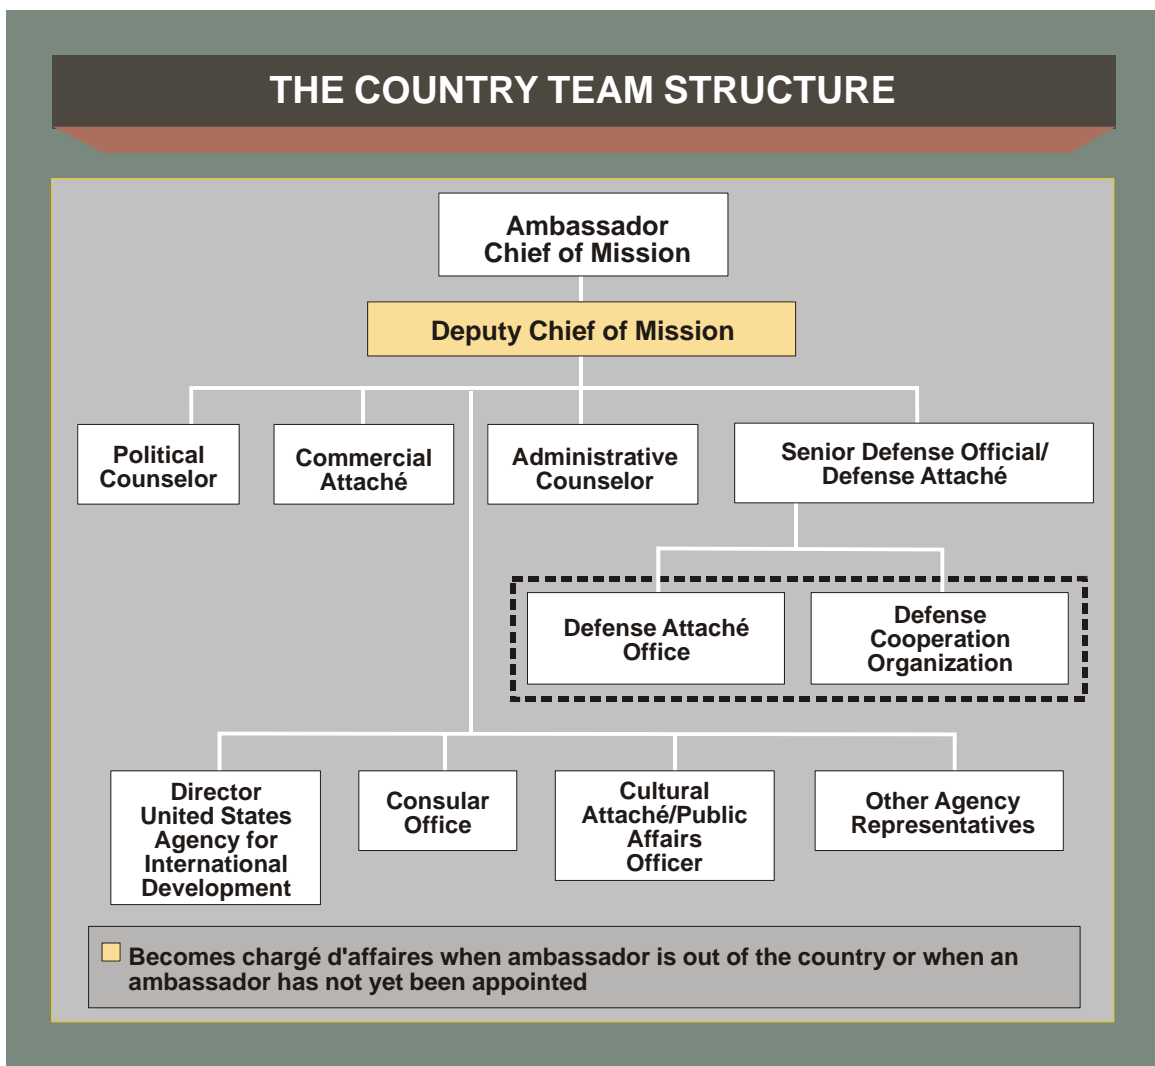 THE COUNTRY TEAM STRUCTURE
Ambassador
Chief of Mission
Deputy Chief of Mission
Political
Counselor
Commercial
Attaché
Administrative
Counselor
Senior Defense Official/
Defense Attaché
Defense Attaché
Office
Defense
Cooperation
Organization
Director
United States
Agency for
International
Development
Consular
Office
Cultural
Attaché/Public
Affairs
Officer
Other Agency
Representatives
Becomes chargé d'affaires when ambassador is out of the country or when an
ambassador has not yet been appointed